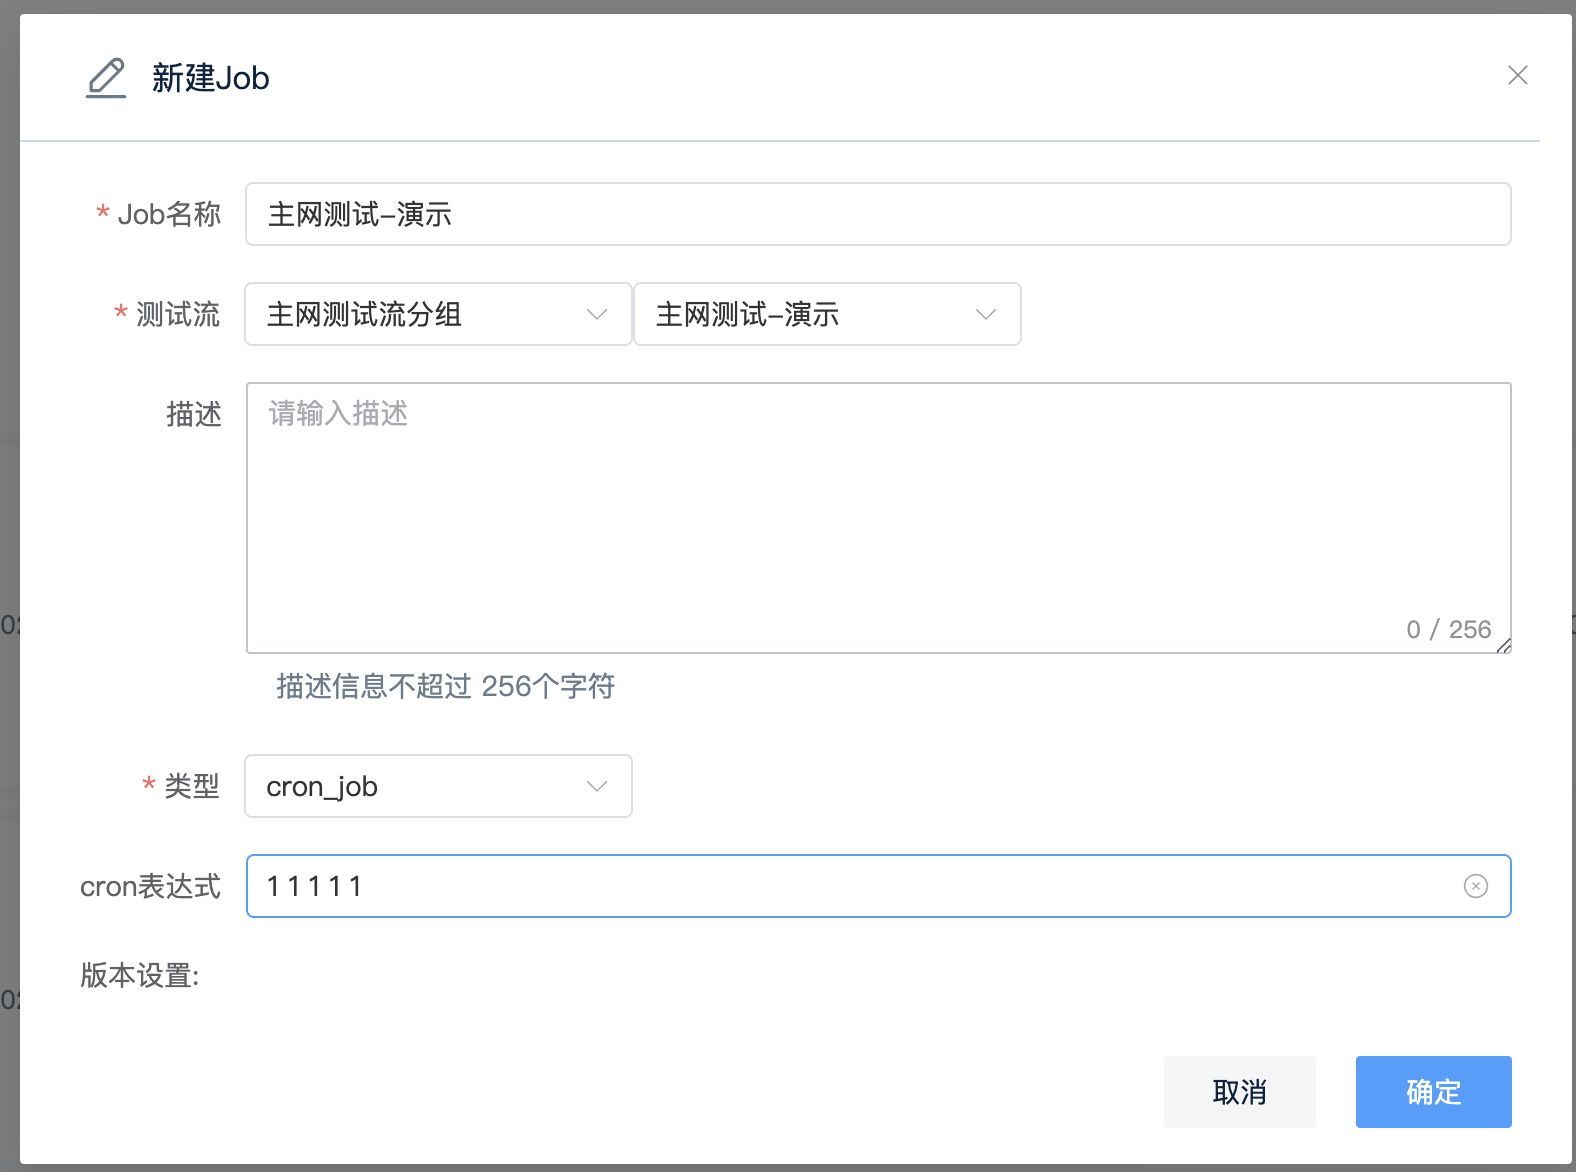 新建Job
* Job名称 主网测试-演示
* 测试流 主网测试流分组 主网测试-演示
描述 请输入描述
0 / 256
描述信息不超过 256个字符
* 类型 cron_job
cron表达式 1 1 1 1 1
版本设置:
取消 确定